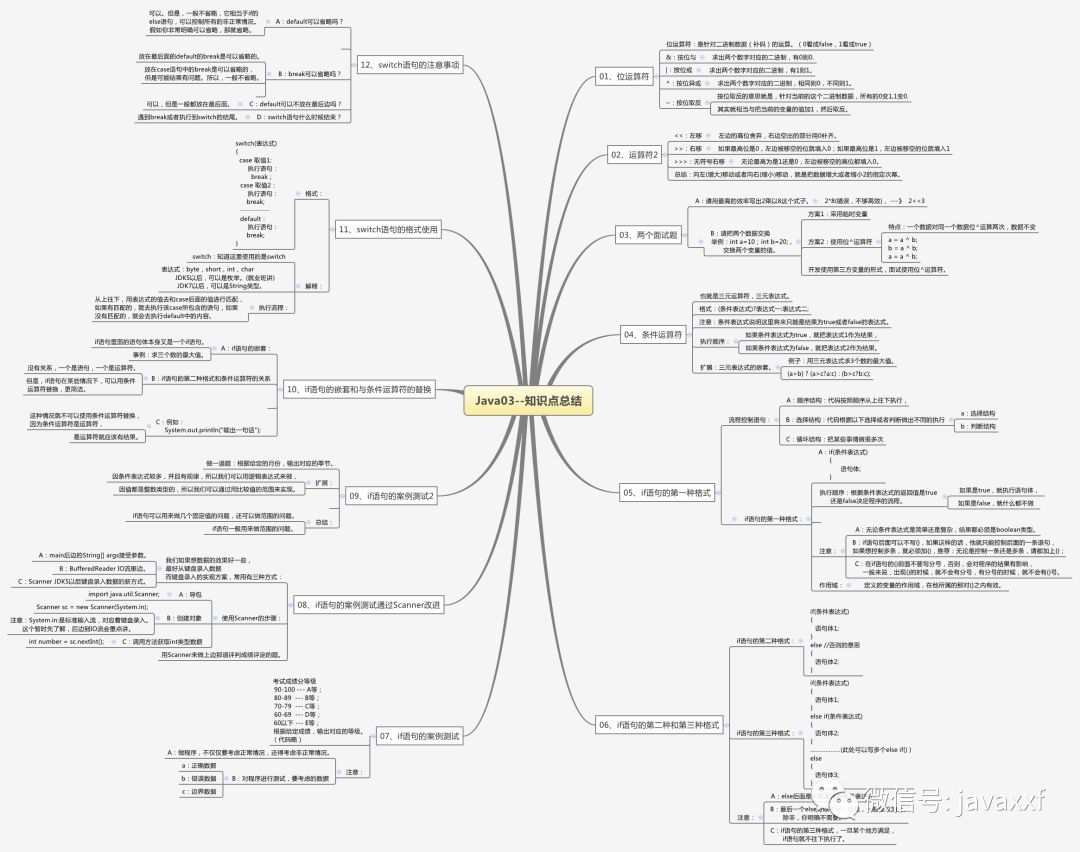 Java03--知识点总结
01、位运算符
位运算符：是针对二进制数据（补码）的运算。（0看成false，1看成true）
&：按位与
求出两个数字对应的二进制，有0则0.
|：按位或
求出两个数字对应的二进制，有1则1。
^：按位异或
求出两个数字对应的二进制，相同则0，不同则1。
~：按位取反
按位取反的意思就是，针对当前的这个二进制数据，所有的0变1,1变0.
其实就相当与把当前的变量的值加1，然后取反。
02、运算符2
<<：左移
左边的高位舍弃，右边空出的部分用0补齐。
>>：右移
如果最高位是0，左边被移空的位就填入0；如果最高位是1，左边被移空的位就填入1
>>>：无符号右移
无论最高为是1还是0，左边被移空的高位都填入0。
总结：向左(增大)移动或者向右(缩小)移动，就是把数据增大或者缩小2的指定次幂。
03、两个面试题
A：请用最高的效率写出2乘以8这个式子。
2*8(错误，不够高效)， ---》 2<<3
B：请把两个数据交换
举例：int a=10；int b=20;，
交换两个变量的值。
方案1：采用临时变量
方案2：使用位^运算符
特点：一个数据对同一个数据位^运算两次，数据不变
a = a ^ b;
b = a ^ b;
a = a ^ b;
开发使用第三方变量的形式，面试使用位^运算符。
04、条件运算符
也就是三元运算符，三元表达式。
格式：(条件表达式)?表达式一:表达式二;
注意：条件表达式说明这里将来只能是结果为true或者false的表达式。
执行顺序：
如果条件表达式为true，就把表达式1作为结果，
如果条件表达式为false，就把表达式2作为结果。
扩展：三元表达式的嵌套。
例子：用三元表达式求3个数的最大值。
(a>b) ? (a>c?a:c) : (b>c?b:c);
05、if语句的第一种格式
流程控制语句：
A：顺序结构：代码按照顺序从上往下执行，
B：选择结构：代码根据以下选择或者判断做出不同的执行
a：选择结构
b：判断结构
C：循环结构：把某些事情做很多次
if语句的第一种格式：
A：if(条件表达式)
{
语句体;
}
执行顺序：根据条件表达式的返回值是true
还是false决定程序的流程。
如果是true，就执行语句体，
如果是false，就什么都不做
注意：
A：无论条件表达式是简单还是复杂，结果都必须是boolean类型。
B：if语句后面可以不写{}，如果这样的话，他就只能控制后面的一条语句，
如果想控制多条，就必须加{}，推荐：无论是控制一条还是多条，请都加上{}；
C：在if语句的()前面不要写分号，否则，会对程序的结果有影响，
一般来说，出现{}的时候，就不会有分号，有分号的时候，就不会有{}号。
作用域：
定义的变量的作用域，在他所属的那对{}之内有效。
06、if语句的第二种和第三种格式
if语句的第二种格式：
if(条件表达式)
{
语句体1;
}
else //否则的意思
{
语句体2;
}
if语句的第三种格式：
if(条件表达式)
{
语句体1;
}
else if(条件表达式)
{
语句体2;
}
..................(此处可以写多个else if()）
else
{
语句体3;
}
注意：
A：else后面是
B：最后一个else
除非，你明确不需要。
C：if语句的第三种格式，一旦某个地方满足，
if语句就不往下执行了。
微信号: javaxxf
07、if语句的案例测试
考试成绩分等级
90-100 --- A等；
80-89 --- B等；
70-79 --- C等；
60-69 --- D等；
60以下 --- E等；
根据给定成绩，输出对应的等级。
（代码略）
注意：
A：做程序，不仅仅要考虑正常情况，还得考虑非正常情况。
B：对程序进行测试，要考虑的数据
a：正确数据
b：错误数据
c：边界数据
08、if语句的案例测试通过Scanner改进
我们如果想数据的效果好一些，
最好从键盘录入数据
而键盘录入的实现方案，常用有三种方式：
A：main后边的String[] args接受参数。
B：BufferedReader IO流里边。
C：Scanner JDK5以后键盘录入数据的新方式。
使用Scanner的步骤：
A：导包
import java.util.Scanner;
B：创建对象
Scanner sc = new Scanner(System.in);
注意：System.in:是标准输入流，对应着键盘录入。
这个暂时先了解，后边到IO流会重点讲。
C：调用方法获取int类型数据
int number = sc.nextInt();
用Scanner来做上边那道评判成绩评定的题。
09、if语句的案例测试2
做一道题：根据给定的月份，输出对应的季节。
扩展：
因条件表达式较多，并且有规律，所以我们可以用逻辑表达式来做，
因值都是整数类型的，所以我们可以通过用比较值的范围来实现。
总结：
if语句可以用来做几个固定值的问题，还可以做范围的问题。
if语句一般用来做范围的问题。
10、if语句的嵌套和与条件运算符的替换
A：if语句的嵌套：
if语句里面的语句体本身又是一个if语句。
事例：求三个数的最大值。
B：if语句的第二种格式和条件运算符的关系
没有关系，一个是语句，一个是运算符。
但是，if语句在某些情况下，可以用条件
运算符替换，更简洁。
C：例如：
System.out.println("输出一句话");
这种情况就不可以使用条件运算符替换，
因为条件运算符是运算符，
是运算符就应该有结果。
11、switch语句的格式使用
格式：
switch(表达式)
{
case 取值1:
执行语句；
break；
case 取值2：
执行语句；
break;
..................
default：
执行语句；
break;
}
解释：
switch：知道这里使用的是switch
表达式：byte，short，int，char
JDK5以后，可以是枚举。(就业班讲)
JDK7以后，可以是String类型。
执行流程：
从上往下，用表达式的值去和case后面的值进行匹配，
如果有匹配的，就去执行该case所包含的语句，如果
没有匹配的，就会去执行default中的内容。
12、switch语句的注意事项
A：default可以省略吗？
可以。但是，一般不省略，它相当于if的
else语句，可以控制所有的非正常情况。
假如你非常明确可以省略，那就省略。
B：break可以省略吗？
放在最后面的default的break是可以省略的。
放在case语句中的break是可以省略的，
但是可能结果有问题。所以，一般不省略。
C：default可以不放在最后边吗？
可以，但是一般都放在最后面。
D：switch语句什么时候结束？
遇到break或者执行到switch的结尾。